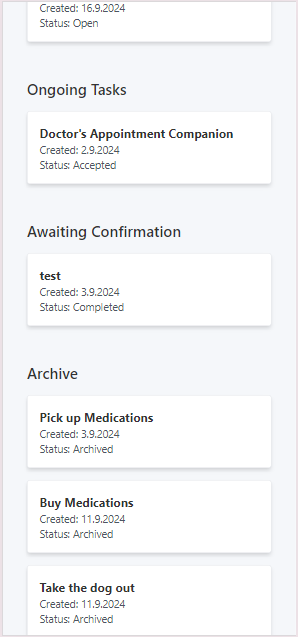 Created: 16.9.2024
Status: Open
Ongoing Tasks
Doctor's Appointment Companion
Created: 2.9.2024
Status: Accepted
Awaiting Confirmation
test
Created: 3.9.2024
Status: Completed
Archive
Pick up Medications
Created: 3.9.2024
Status: Archived
Buy Medications
Created: 11.9.2024
Status: Archived
Take the dog out
Created: 11.9.2024
Status: Archived